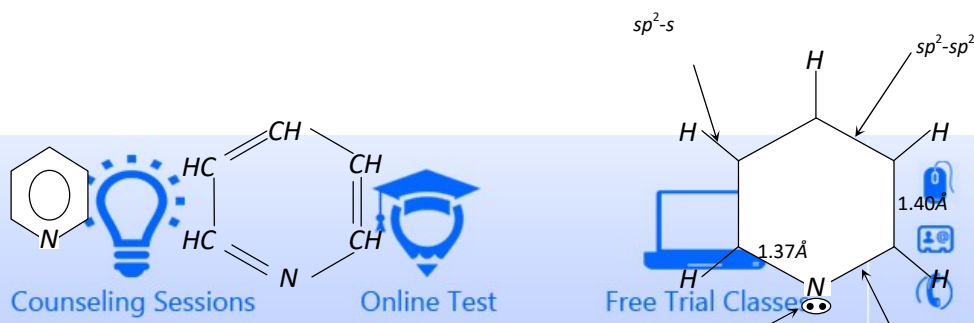 sp²-s
sp²-sp²
H
CH
H
H
HC
CH
1.40Å
HC
CH
1.37Å
N
N
H
N
H
Counseling Sessions
Online Test
Free Trial Classes